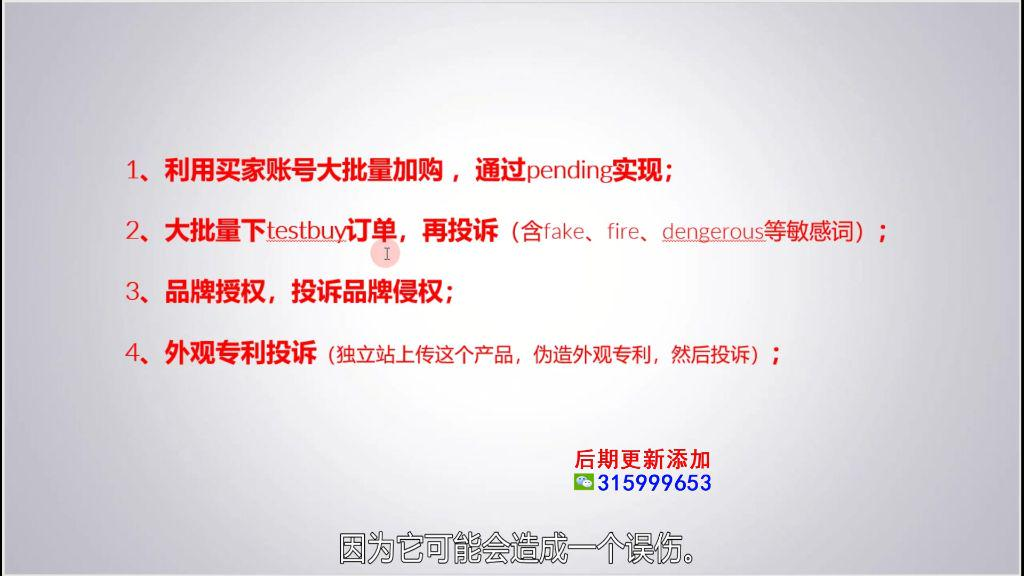 1、利用买家账号大批量加购 ，通过pending实现；
2、大批量下testbuy订单，再投诉（含fake、fire、dengerous等敏感词）；
3、品牌授权，投诉品牌侵权；
4、外观专利投诉（独立站上传这个产品，伪造外观专利，然后投诉）；
后期更新添加
315999653
因为它可能会造成一个误伤。